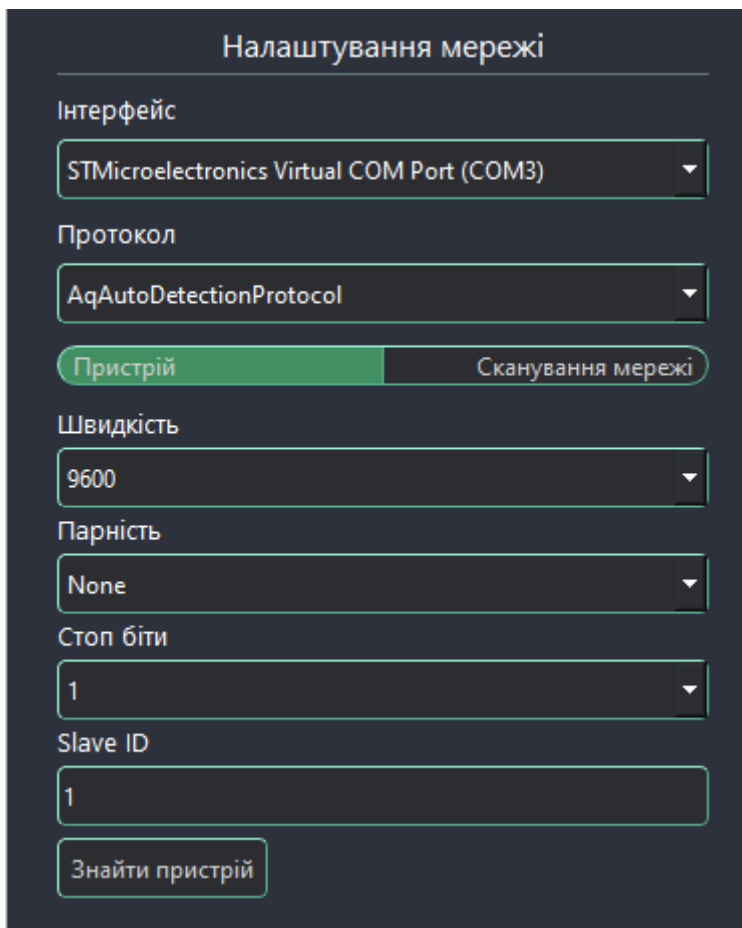 Налаштування мережі
Інтерфейс
STMicroelectronics Virtual COM Port (COM3)
Протокол
AqAutoDetectionProtocol
Пристрій Сканування мережі
Швидкість
9600
Парність
None
Стоп біти
1
Slave ID
1
Знайти пристрій